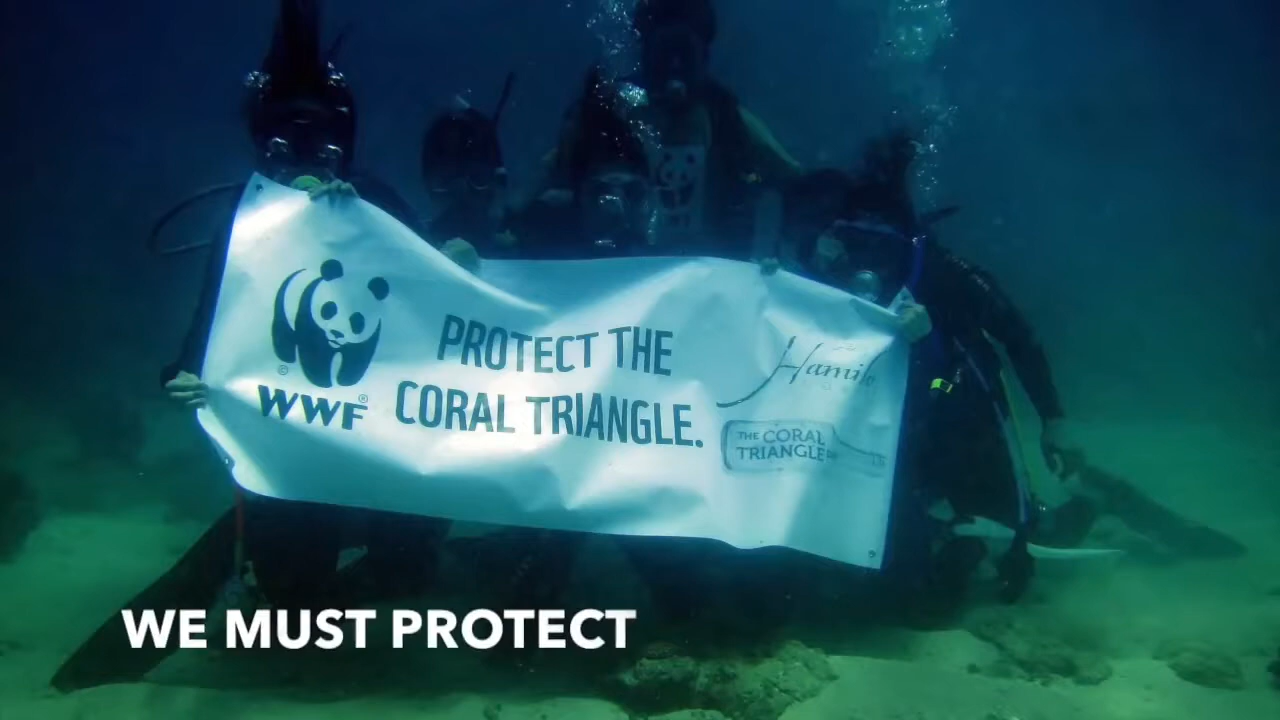 PROTECT THE
CORAL TRIANGLE.
©
WWF®
THE CORAL
TRIANGLE
WE MUST PROTECT